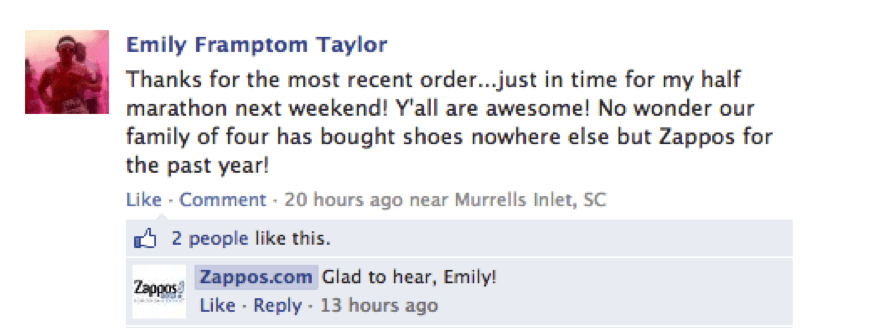 Emily Framptom Taylor
Thanks for the most recent order...just in time for my half
marathon next weekend! Y'all are awesome! No wonder our
family of four has bought shoes nowhere else but Zappos for
the past year!
Like · Comment · 20 hours ago near Murrells Inlet, SC
2 people like this.
Zappos
Zappos.com Glad to hear, Emily!
Like · Reply · 13 hours ago